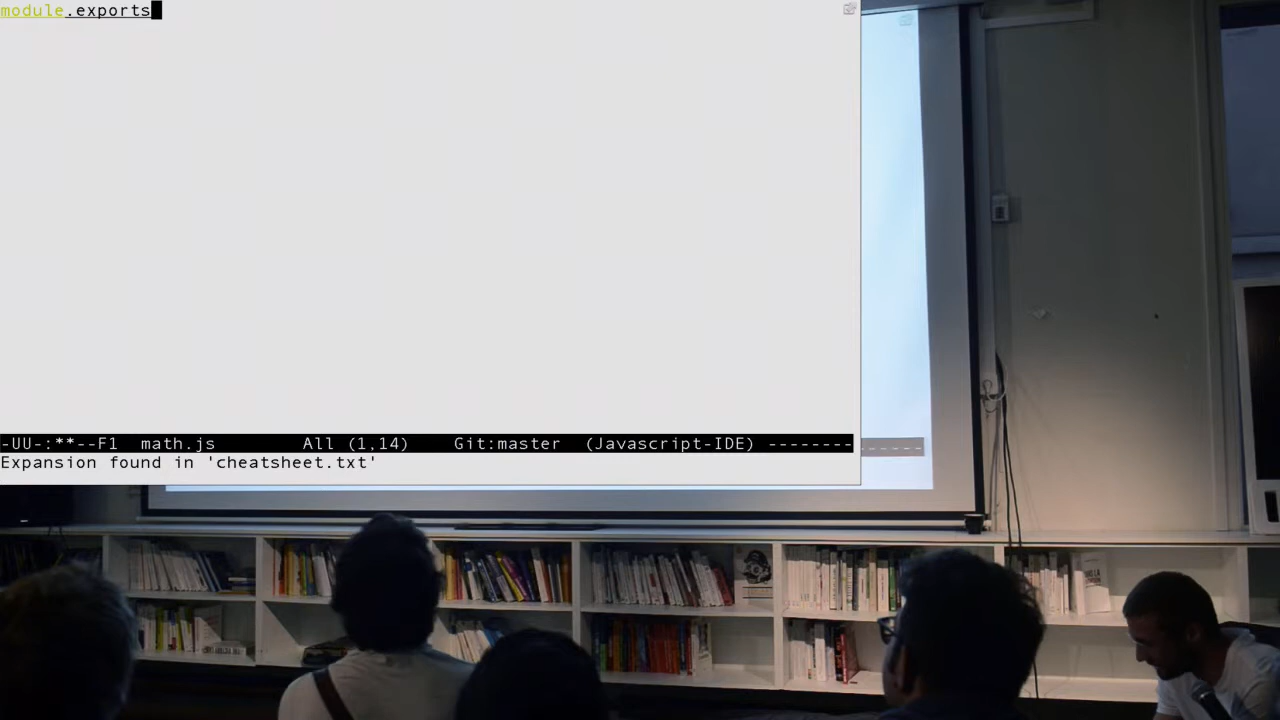 module.exports
-UU-:**--F1 math.js All (1,14) Git:master (Javascript-IDE) --------
Expansion found in 'cheatsheet.txt'